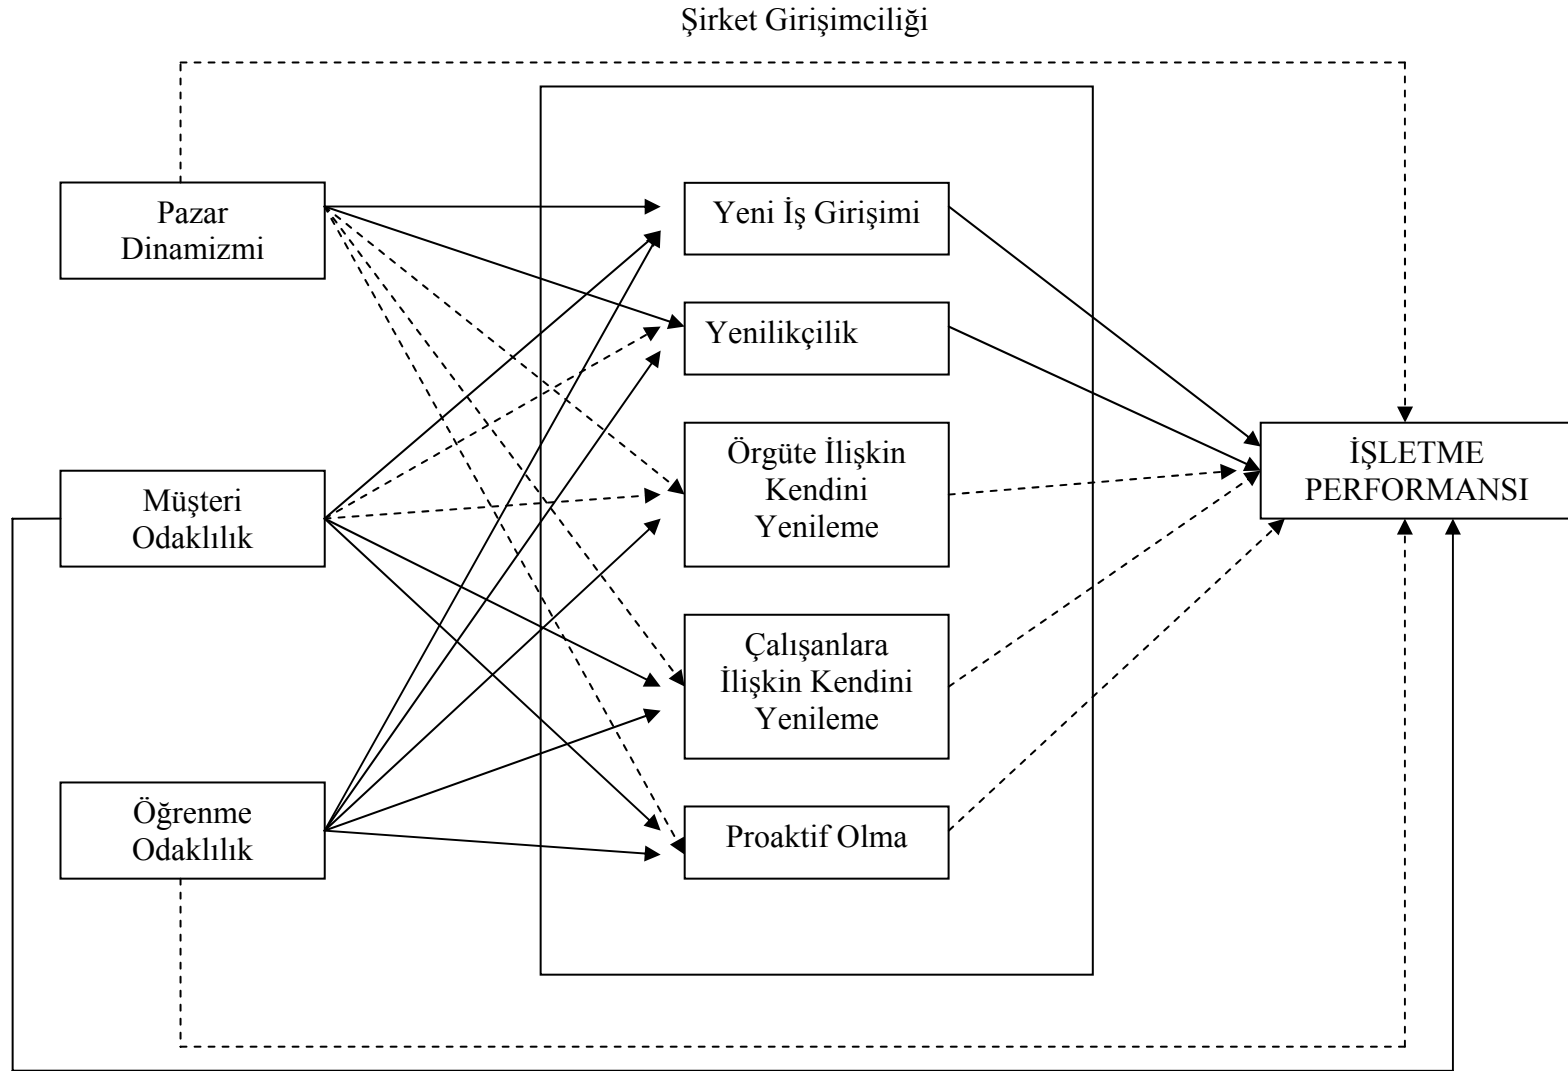 Şirket Girişimciliği
Pazar
Dinamizmi
Müşteri
Odaklılık
Öğrenme
Odaklılık
Yeni İş Girişimi
Yenilikçilik
Örgüte İlişkin
Kendini
Yenileme
Çalışanlara
İlişkin Kendini
Yenileme
Proaktif Olma
İŞLETME
PERFORMANSI